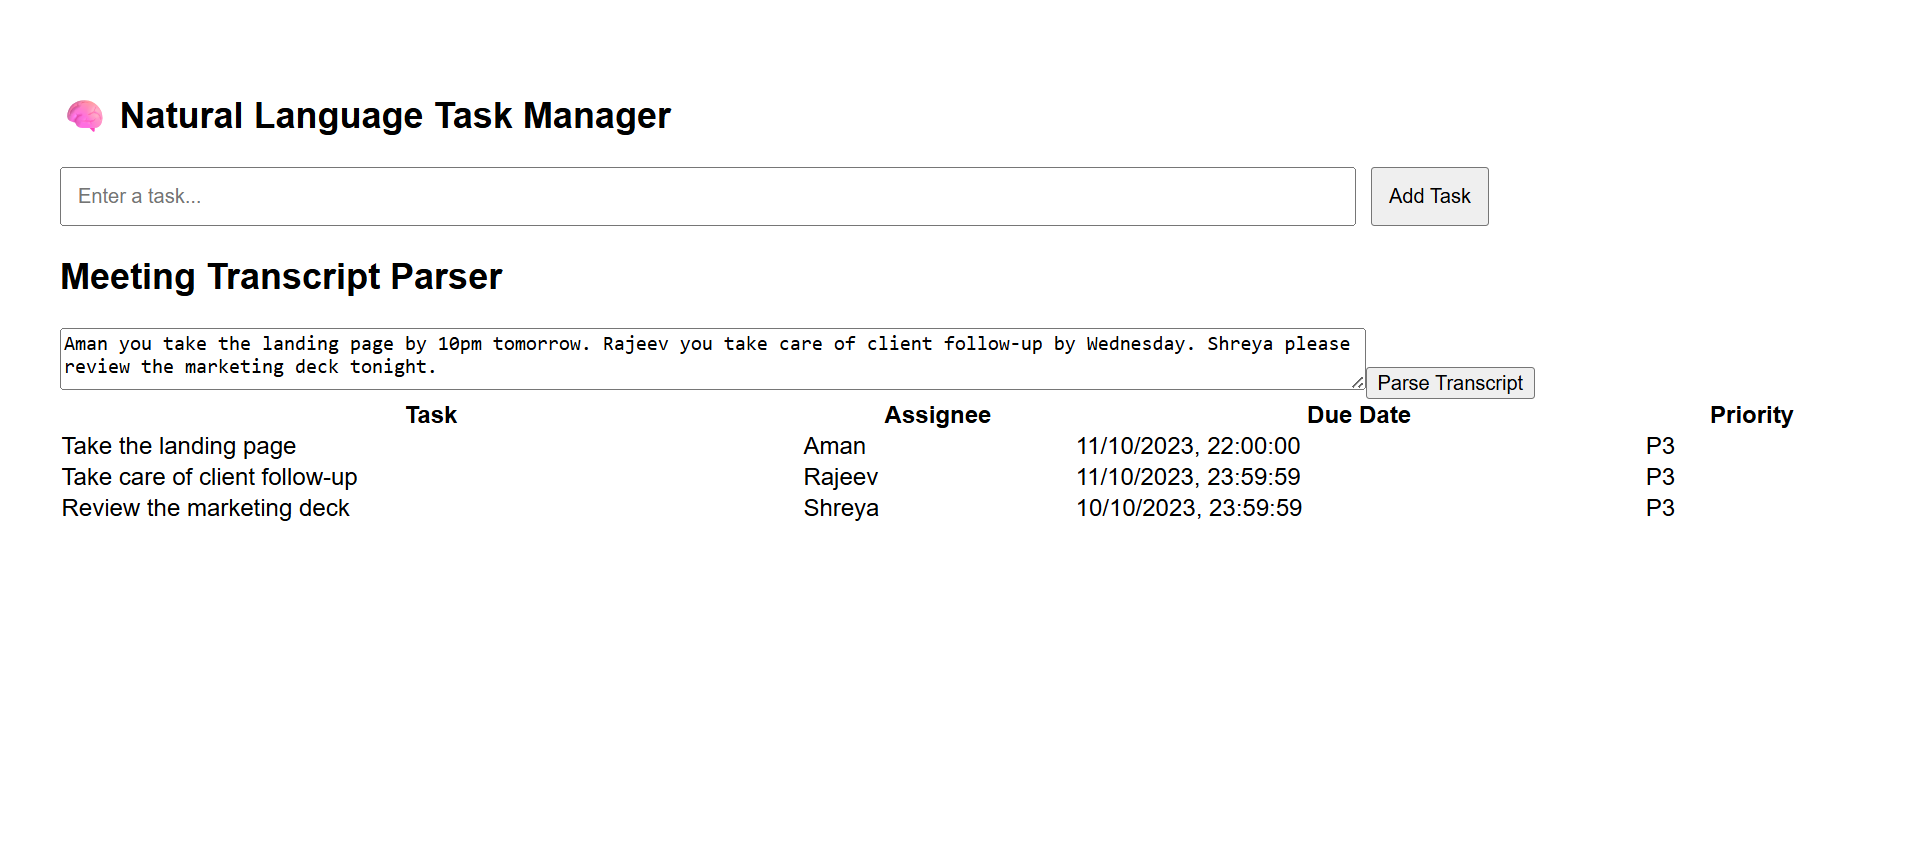 Natural Language Task Manager
Enter a task...
Add Task
Meeting Transcript Parser
Aman you take the landing page by 10pm tomorrow. Rajeev you take care of client follow-up by Wednesday. Shreya please
review the marketing deck tonight.
Parse Transcript
Task Assignee Due Date Priority
Take the landing page Aman 11/10/2023, 22:00:00 P3
Take care of client follow-up Rajeev 11/10/2023, 23:59:59 P3
Review the marketing deck Shreya 10/10/2023, 23:59:59 P3